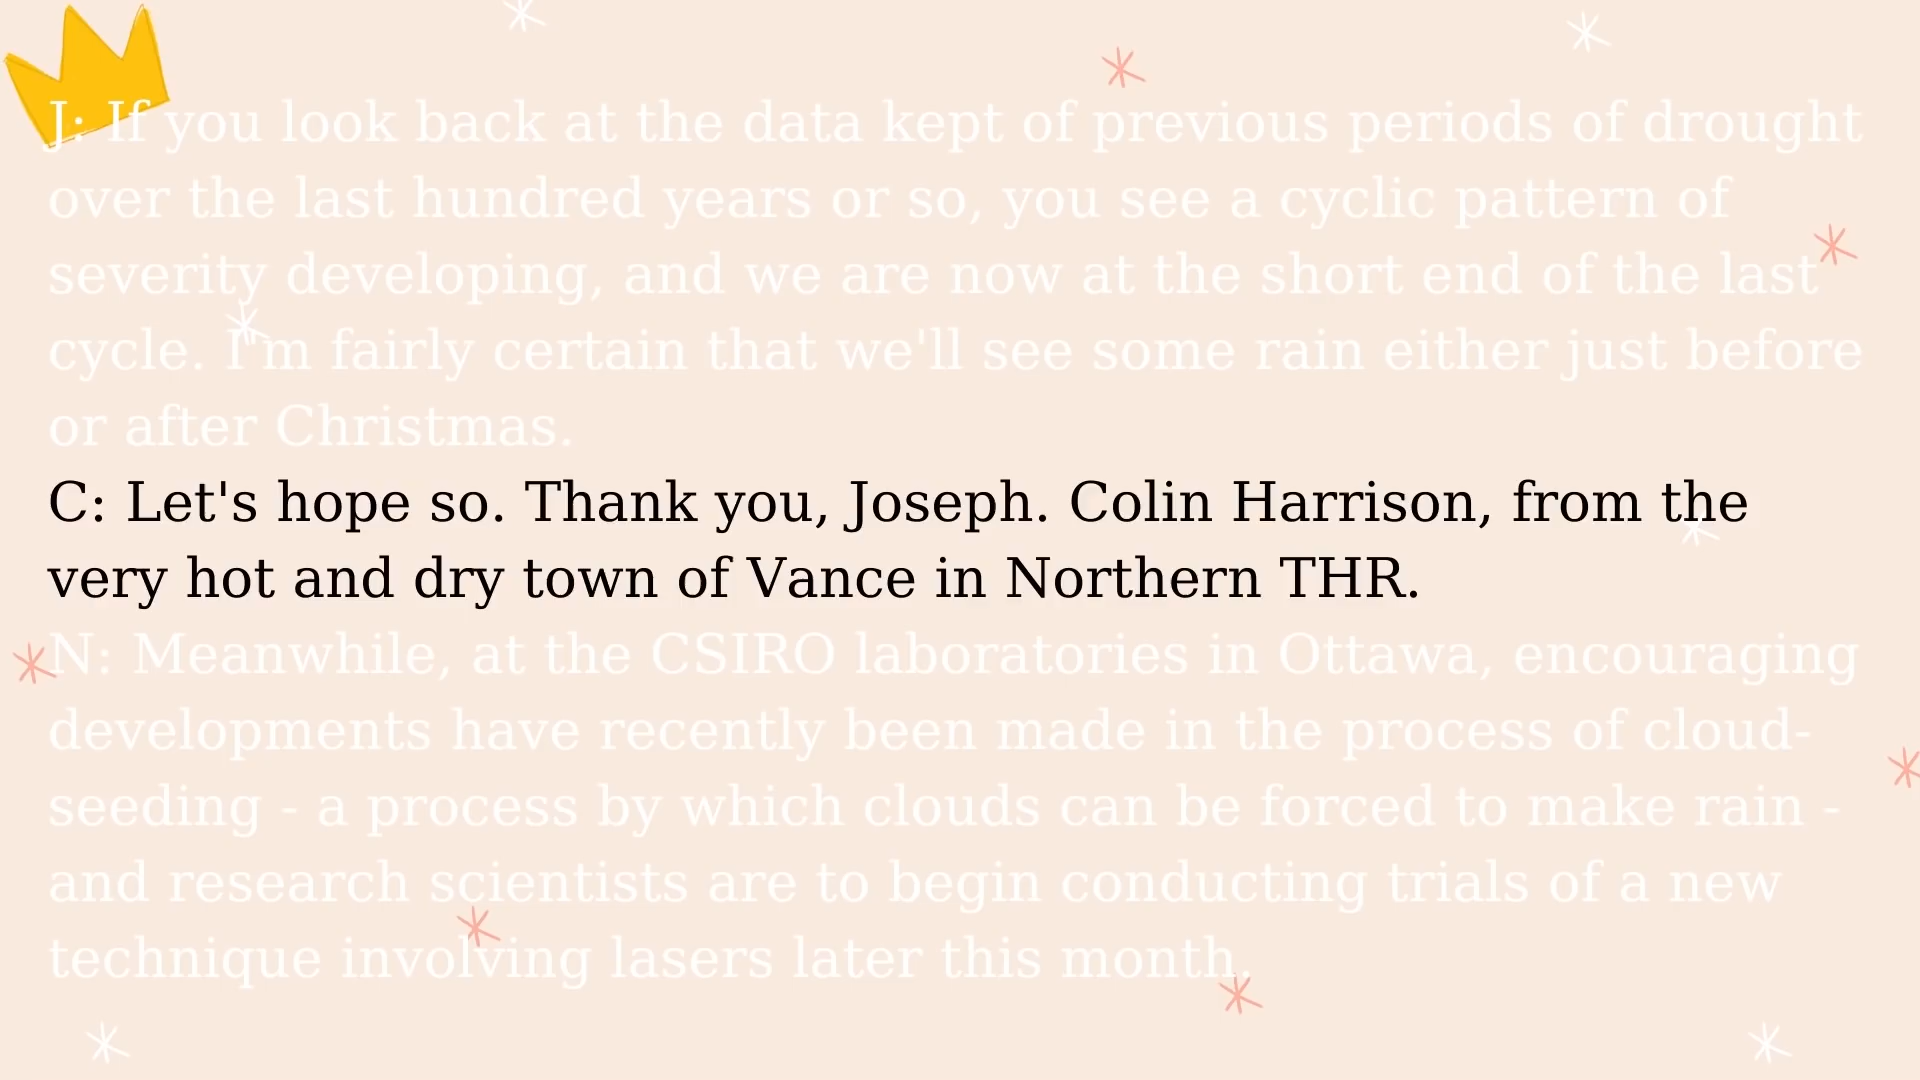 J: If you look back at the data kept of previous periods of drought
over the last hundred years or so, you see a cyclic pattern of
severity developing, and we are now at the short end of the last
cycle. I'm fairly certain that we'll see some rain either just before
or after Christmas.
C: Let's hope so. Thank you, Joseph. Colin Harrison, from the
very hot and dry town of Vance in Northern THR.
N: Meanwhile, at the CSIRO laboratories in Ottawa, encouraging
developments have recently been made in the process of cloud-
seeding - a process by which clouds can be forced to make rain -
and research scientists are to begin conducting trials of a new
technique involving lasers later this month.